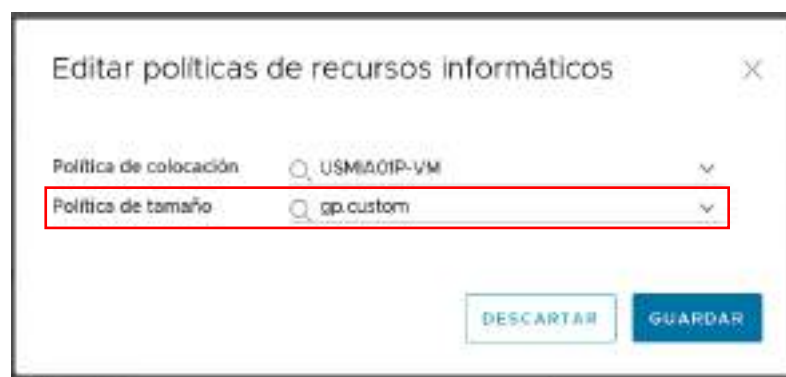 Editar políticas de recursos informáticos
Política de colocación USMIA01P-VM
Política de tamaño gp.custom
DESCARTAR GUARDAR